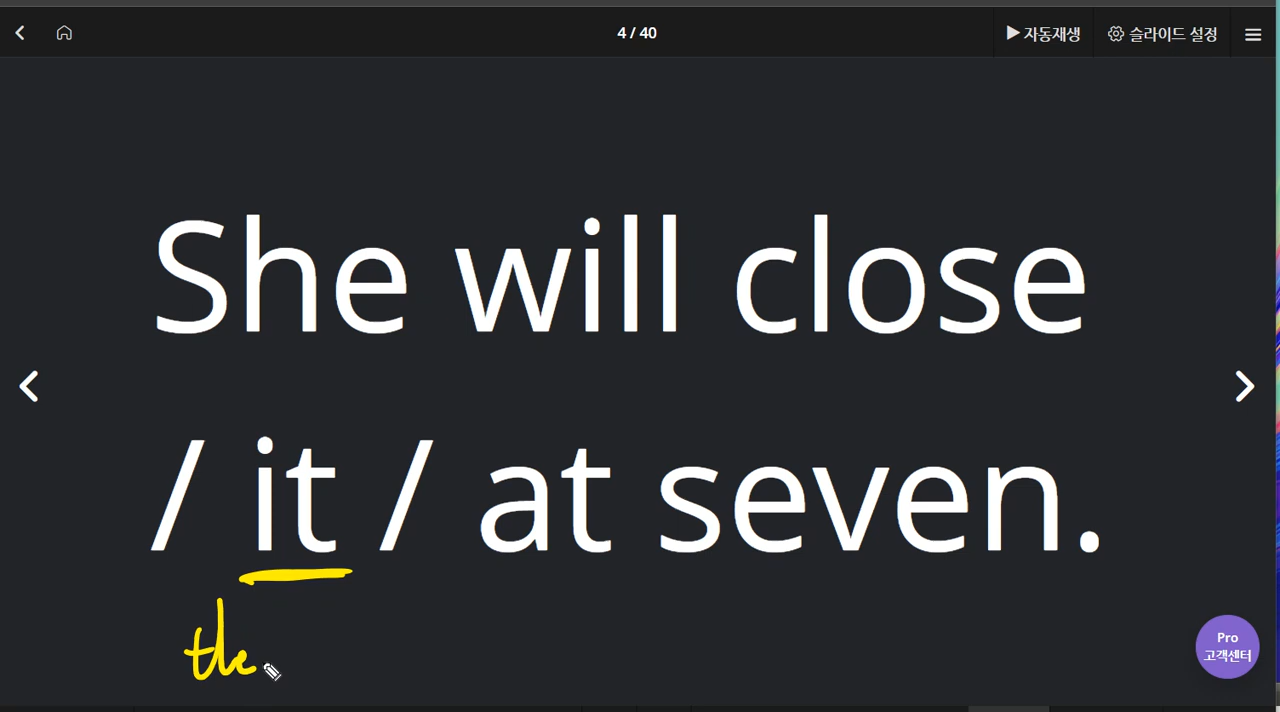 4 / 40
▶ 자동재생
슬라이드 설정
She will close
/ it / at seven.
the
Pro
고객센터